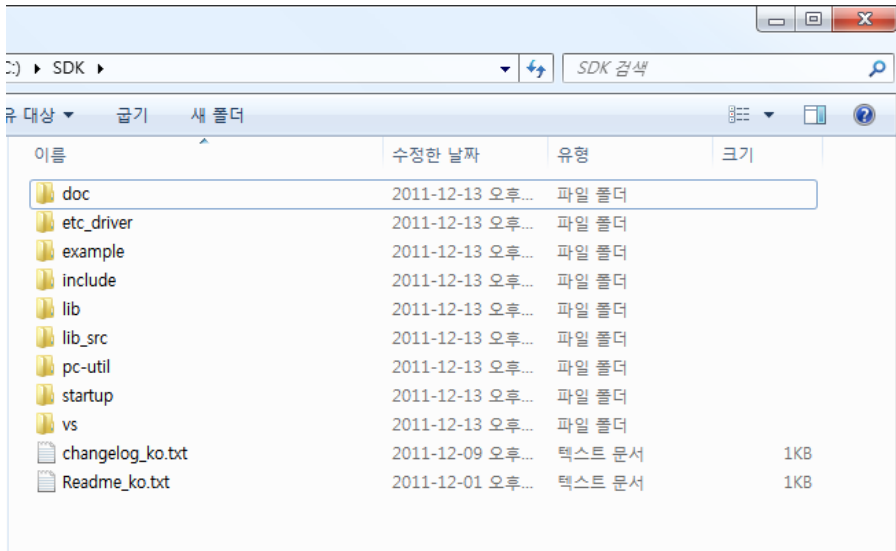 :) ▸ SDK ▸ SDK 검색
유 대상 ▼ 굽기 새 폴더
이름 수정한 날짜 유형 크기
doc 2011-12-13 오후... 파일 폴더
etc_driver 2011-12-13 오후... 파일 폴더
example 2011-12-13 오후... 파일 폴더
include 2011-12-13 오후... 파일 폴더
lib 2011-12-13 오후... 파일 폴더
lib_src 2011-12-13 오후... 파일 폴더
pc-util 2011-12-13 오후... 파일 폴더
startup 2011-12-13 오후... 파일 폴더
vs 2011-12-13 오후... 파일 폴더
changelog_ko.txt 2011-12-09 오후... 텍스트 문서 1KB
Readme_ko.txt 2011-12-01 오후... 텍스트 문서 1KB